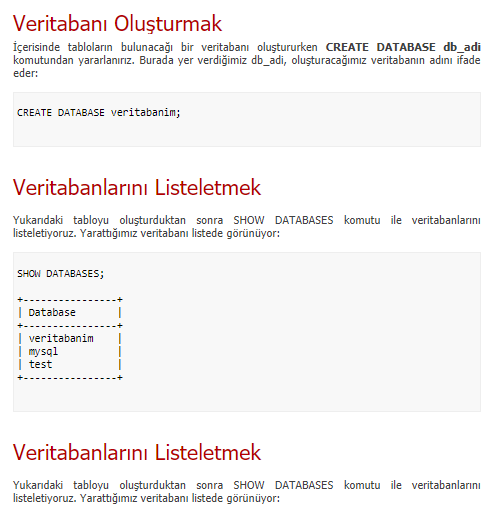 Veritabanı Oluşturmak
İçerisinde tabloların bulunacağı bir veritabanı oluştururken CREATE DATABASE db_adi
komutundan yararlanırız. Burada yer verdiğimiz db_adi, oluşturacağımız veritabanın adını ifade
eder:
CREATE DATABASE veritabanim;
Veritabanlarını Listeletmek
Yukarıdaki tabloyu oluşturduktan sonra SHOW DATABASES komutu ile veritabanlarını
listeletiyoruz. Yarattığımız veritabanı listede görünüyor:
SHOW DATABASES;
+----------------+
| Database       |
+----------------+
| veritabanim    |
| mysql          |
| test           |
+----------------+
Veritabanlarını Listeletmek
Yukarıdaki tabloyu oluşturduktan sonra SHOW DATABASES komutu ile veritabanlarını
listeletiyoruz. Yarattığımız veritabanı listede görünüyor: